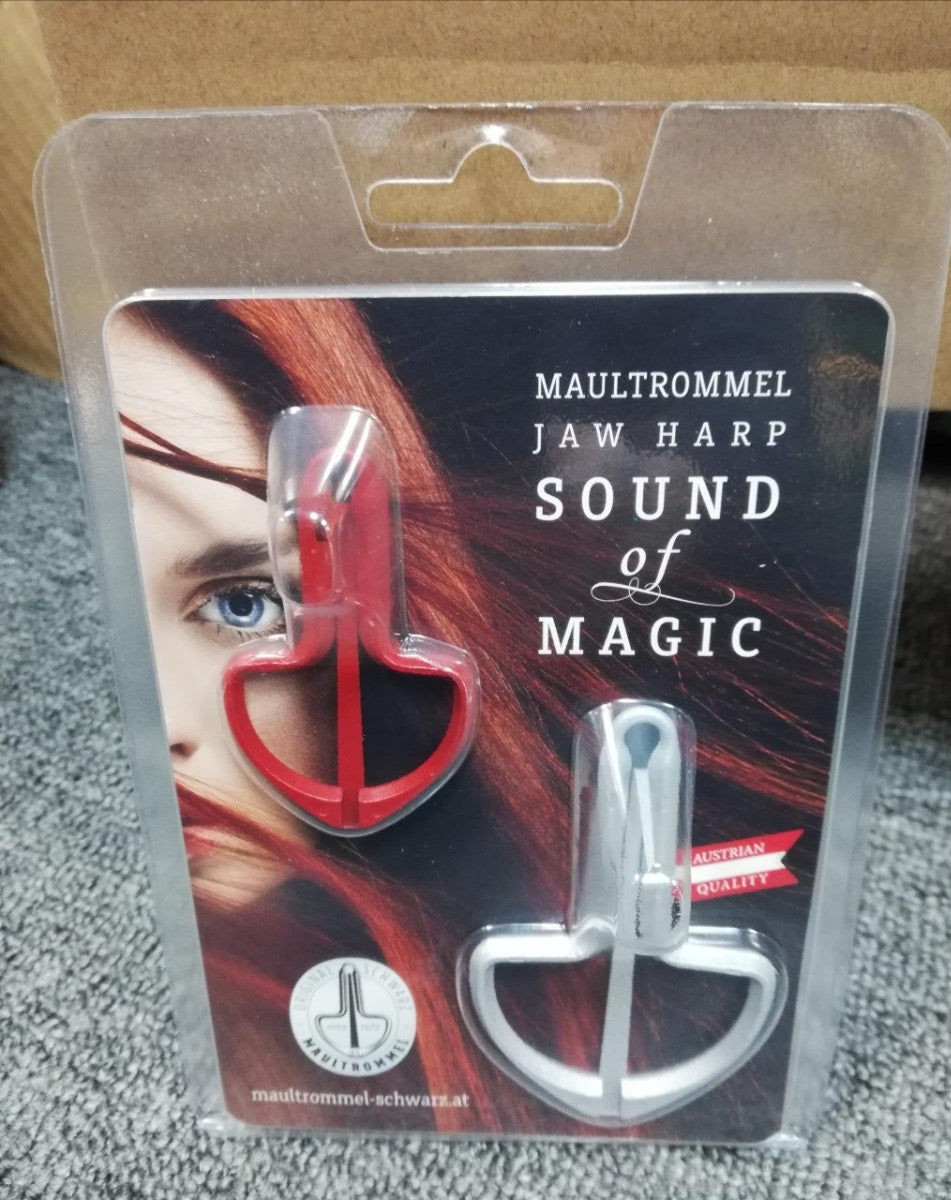 MAULTROMMEL
JAW HARP
SOUND
of
MAGIC
AUSTRIAN
QUALITY
ORIGINAL SCHWARZ
MAULTROMMEL
maultrommel-schwarz.at